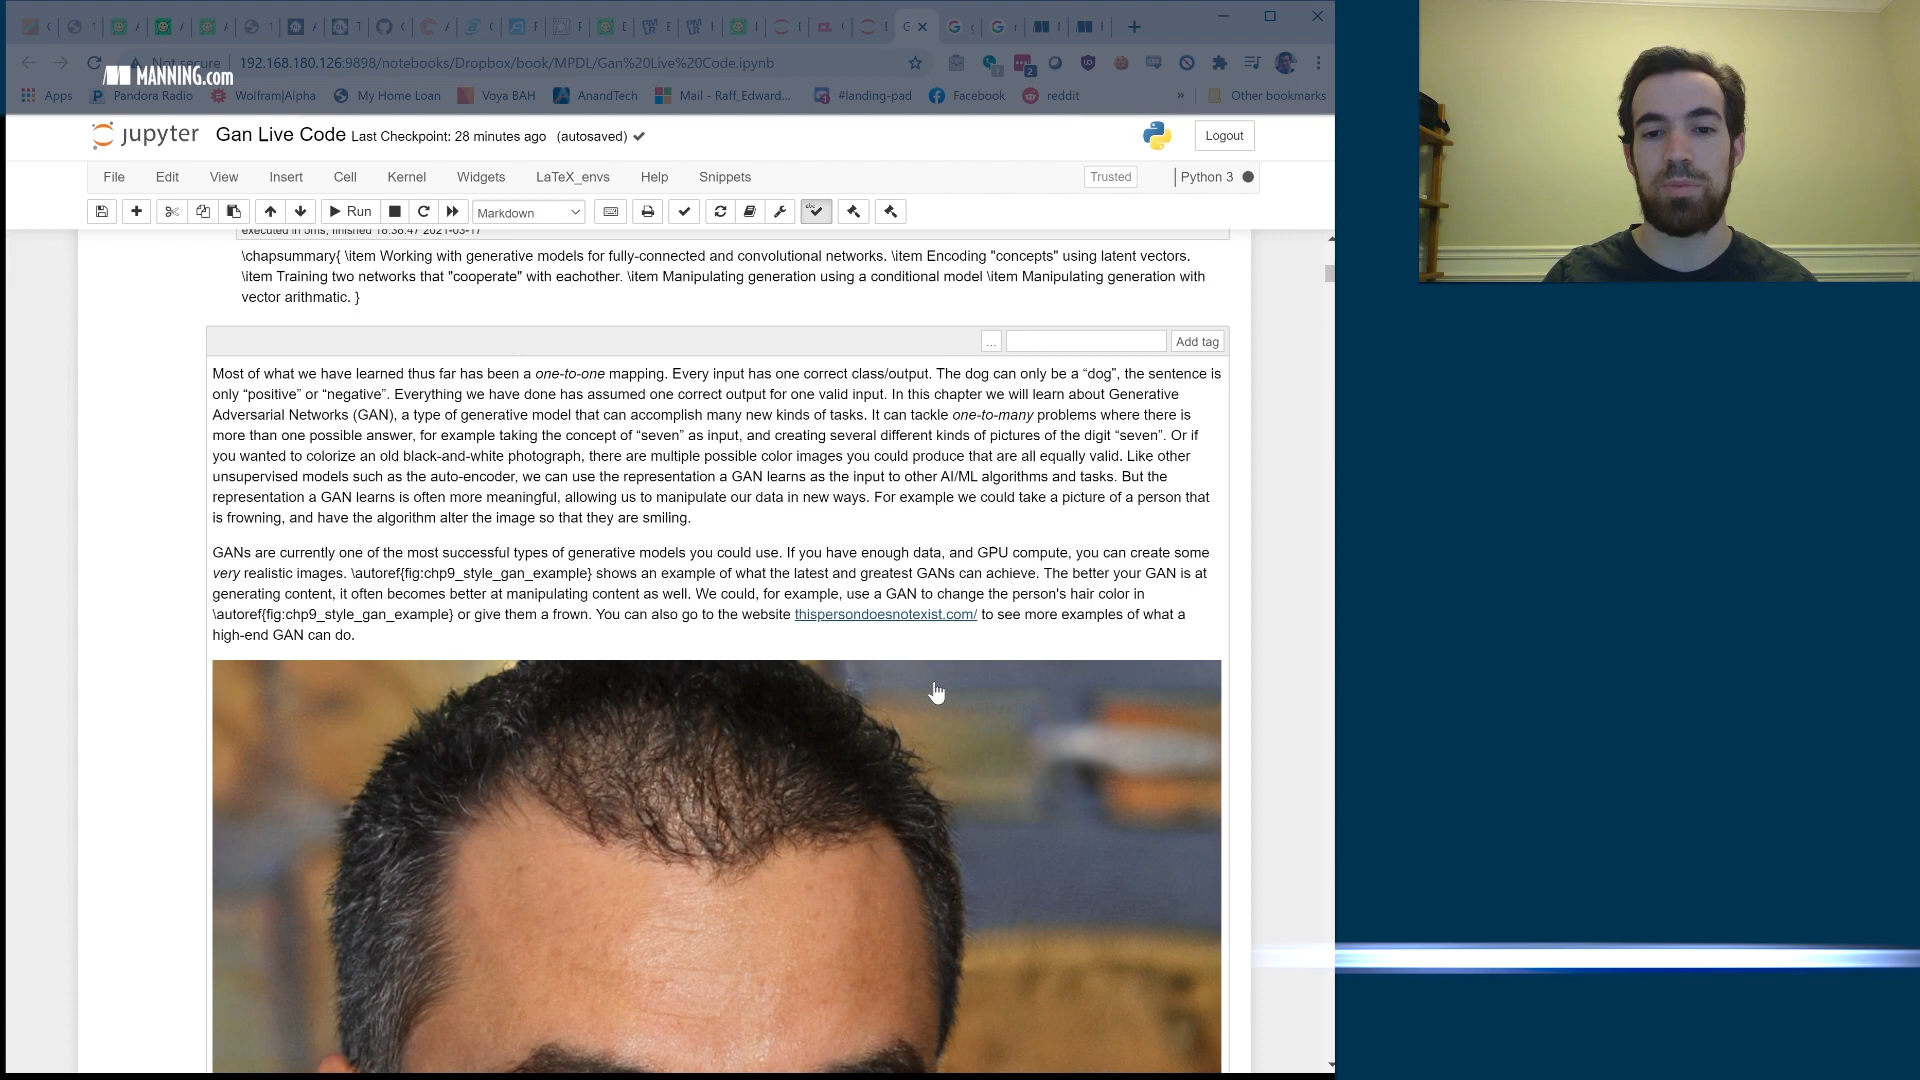 Not secure 192.168.180.126:9898/notebooks/Dropbox/book/MPDL/Gan%20Live%20Code.ipynb
MANNING.com
Apps Pandora Radio Wolfram|Alpha My Home Loan Voya BAH AnandTech Mail - Raff_Edward... #landing-pad Facebook reddit » Other bookmarks
jupyter Gan Live Code Last Checkpoint: 28 minutes ago (autosaved) Logout
File Edit View Insert Cell Kernel Widgets LaTeX_envs Help Snippets Trusted Python 3
Run Markdown
executed in 5ms, finished 18:38:47 2021-03-17
\chapsummary{ \item Working with generative models for fully-connected and convolutional networks. \item Encoding "concepts" using latent vectors.
\item Training two networks that "cooperate" with eachother. \item Manipulating generation using a conditional model \item Manipulating generation with
vector arithmatic. }
... Add tag
Most of what we have learned thus far has been a one-to-one mapping. Every input has one correct class/output. The dog can only be a “dog”, the sentence is
only “positive” or “negative”. Everything we have done has assumed one correct output for one valid input. In this chapter we will learn about Generative
Adversarial Networks (GAN), a type of generative model that can accomplish many new kinds of tasks. It can tackle one-to-many problems where there is
more than one possible answer, for example taking the concept of “seven” as input, and creating several different kinds of pictures of the digit “seven”. Or if
you wanted to colorize an old black-and-white photograph, there are multiple possible color images you could produce that are all equally valid. Like other
unsupervised models such as the auto-encoder, we can use the representation a GAN learns as the input to other AI/ML algorithms and tasks. But the
representation a GAN learns is often more meaningful, allowing us to manipulate our data in new ways. For example we could take a picture of a person that
is frowning, and have the algorithm alter the image so that they are smiling.
GANs are currently one of the most successful types of generative models you could use. If you have enough data, and GPU compute, you can create some
very realistic images. \autoref{fig:chp9_style_gan_example} shows an example of what the latest and greatest GANs can achieve. The better your GAN is at
generating content, it often becomes better at manipulating content as well. We could, for example, use a GAN to change the person's hair color in
\autoref{fig:chp9_style_gan_example} or give them a frown. You can also go to the website thispersondoesnotexist.com/ to see more examples of what a
high-end GAN can do.